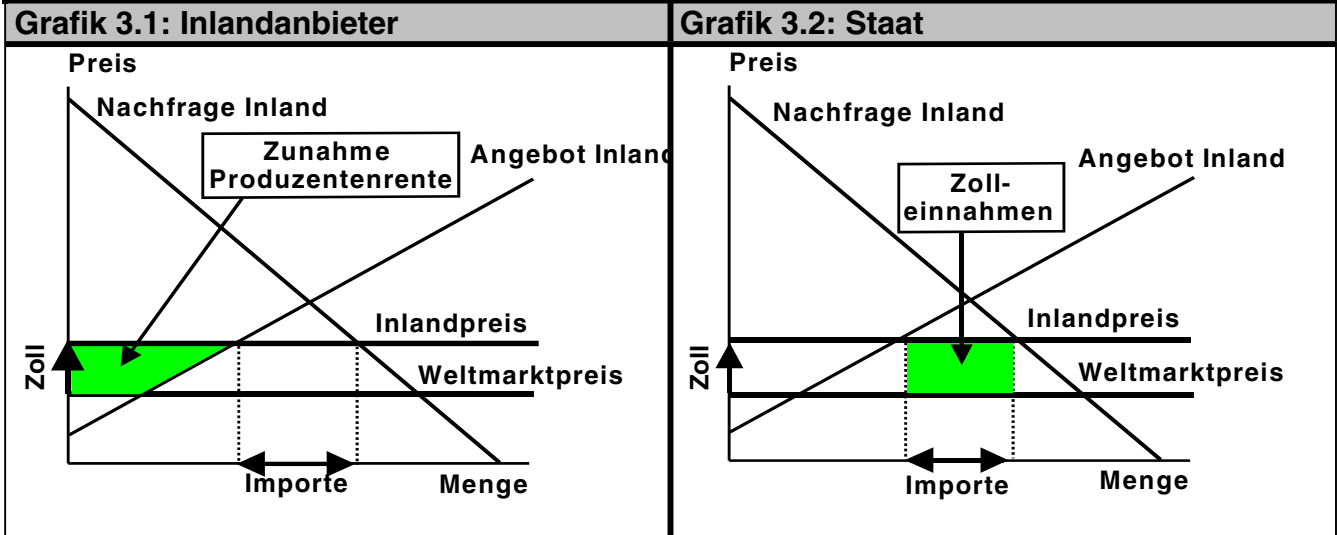 Grafik 3.1: Inlandanbieter
Preis
Nachfrage Inland
Zunahme
Produzentenrente
Angebot Inland
Inlandpreis
Zoll
Weltmarktpreis
Importe
Menge
Grafik 3.2: Staat
Preis
Nachfrage Inland
Angebot Inland
Zoll-
einnahmen
Inlandpreis
Zoll
Weltmarktpreis
Importe
Menge